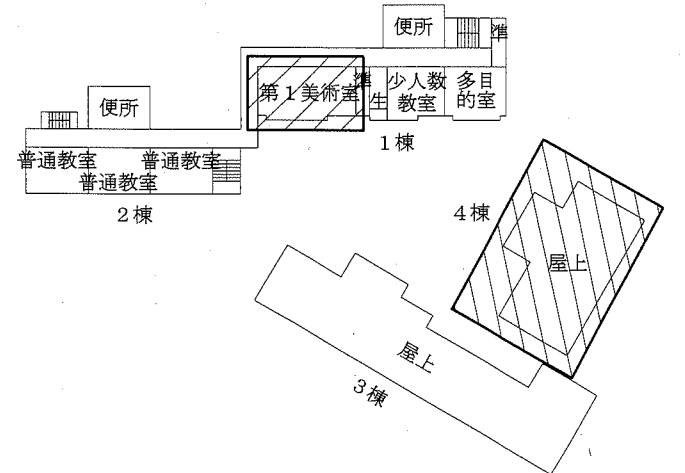 便所
準
第1美術室
準
生
少人数
教室
多目
的室
1棟
便所
普通教室
普通教室
普通教室
2棟
4棟
屋上
屋上
3棟